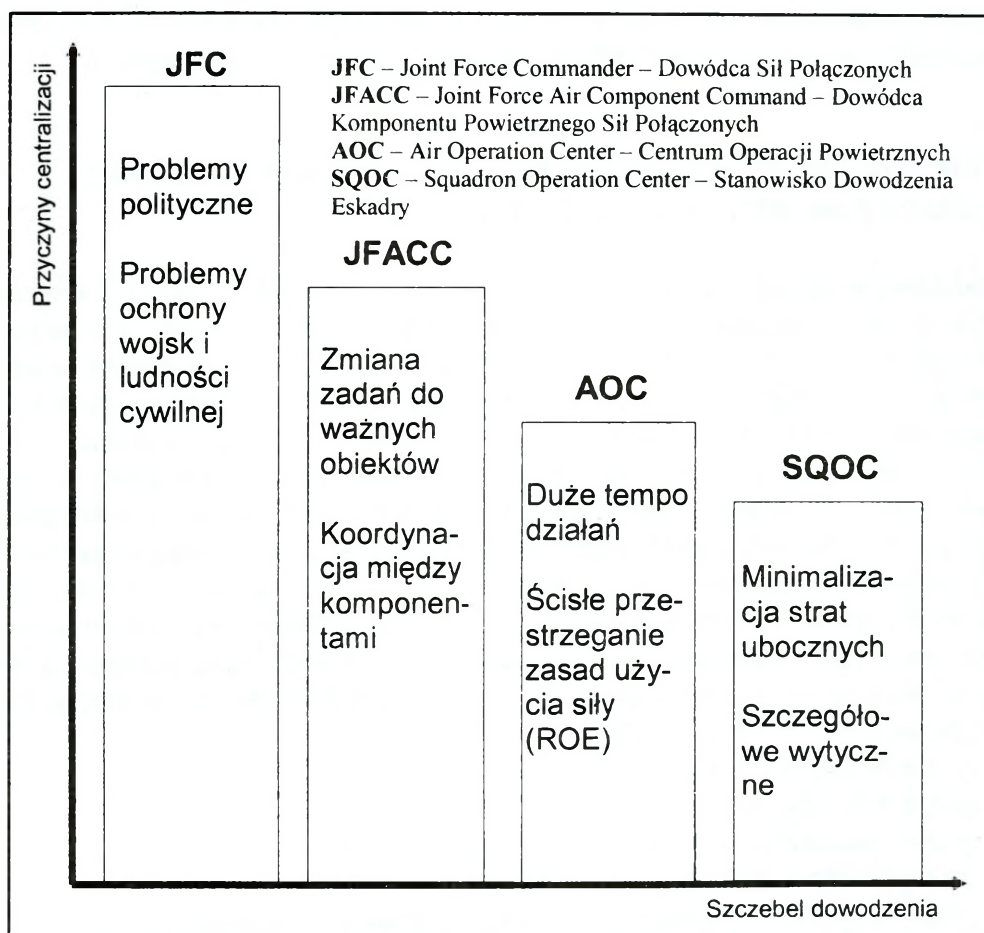 Przyczyny centralizacji
JFC
JFC – Joint Force Commander – Dowódca Sił Połączonych
JFACC – Joint Force Air Component Command – Dowódca
Komponentu Powietrznego Sił Połączonych
AOC – Air Operation Center – Centrum Operacji Powietrznych
SQOC – Squadron Operation Center – Stanowisko Dowodzenia
Eskadry
Problemy
polityczne
Problemy
ochrony
wojsk i
ludności
cywilnej
JFACC
Zmiana
zadań do
ważnych
obiektów
Koordyna-
cja między
komponen-
tami
AOC
Duże tempo
działań
Ścisłe prze-
strzeganie
zasad uży-
cia siły
(ROE)
SQOC
Minimaliza-
cja strat
ubocznych
Szczegóło-
we wytycz-
ne
Szczebel dowodzenia